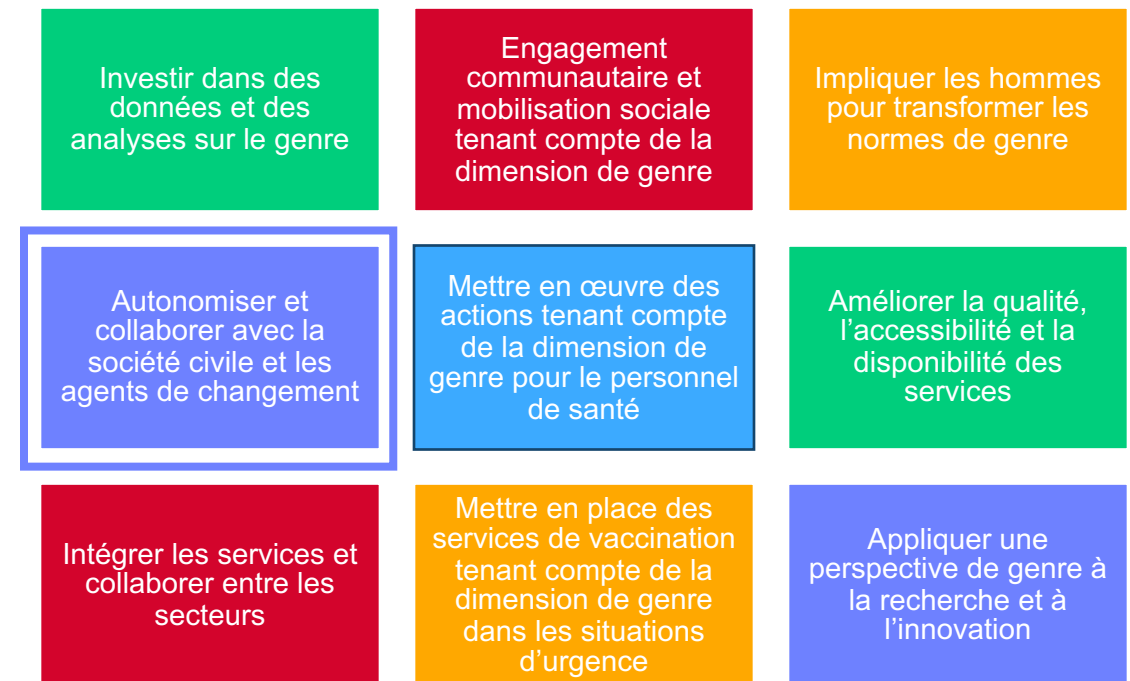 Investir dans des
données et des
analyses sur le genre
Engagement
communautaire et
mobilisation sociale
tenant compte de la
dimension de genre
Impliquer les hommes
pour transformer les
normes de genre
Autonomiser et
collaborer avec la
société civile et les
agents de changement
Mettre en œuvre des
actions tenant compte
de la dimension de
genre pour le personnel
de santé
Améliorer la qualité,
l’accessibilité et la
disponibilité des
services
Intégrer les services et
collaborer entre les
secteurs
Mettre en place des
services de vaccination
tenant compte de la
dimension de genre
dans les situations
d’urgence
Appliquer une
perspective de genre à
la recherche et à
l’innovation